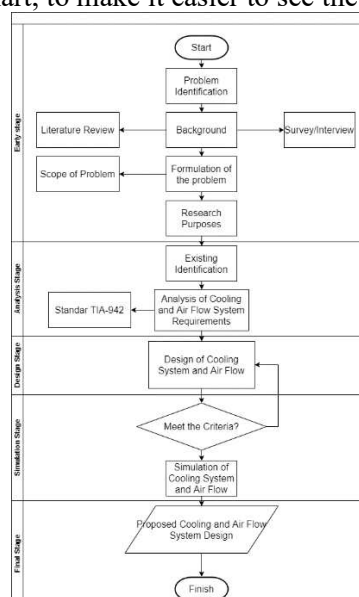 art, to make it easier to see the
Start
Early stage
Problem
Identification
Literature Review
Background
Survey/Interview
Scope of Problem
Formulation of
the problem
Research
Purposes
Analysis Stage
Existing
Identification
Standar TIA-942
Analysis of Cooling
and Air Flow System
Requirements
Design Stage
Design of Cooling
System and Air Flow
Simulation Stage
Meet the Criteria?
Simulation of
Cooling System
and Air Flow
Final Stage
Proposed Cooling and Air Flow
System Design
Finish